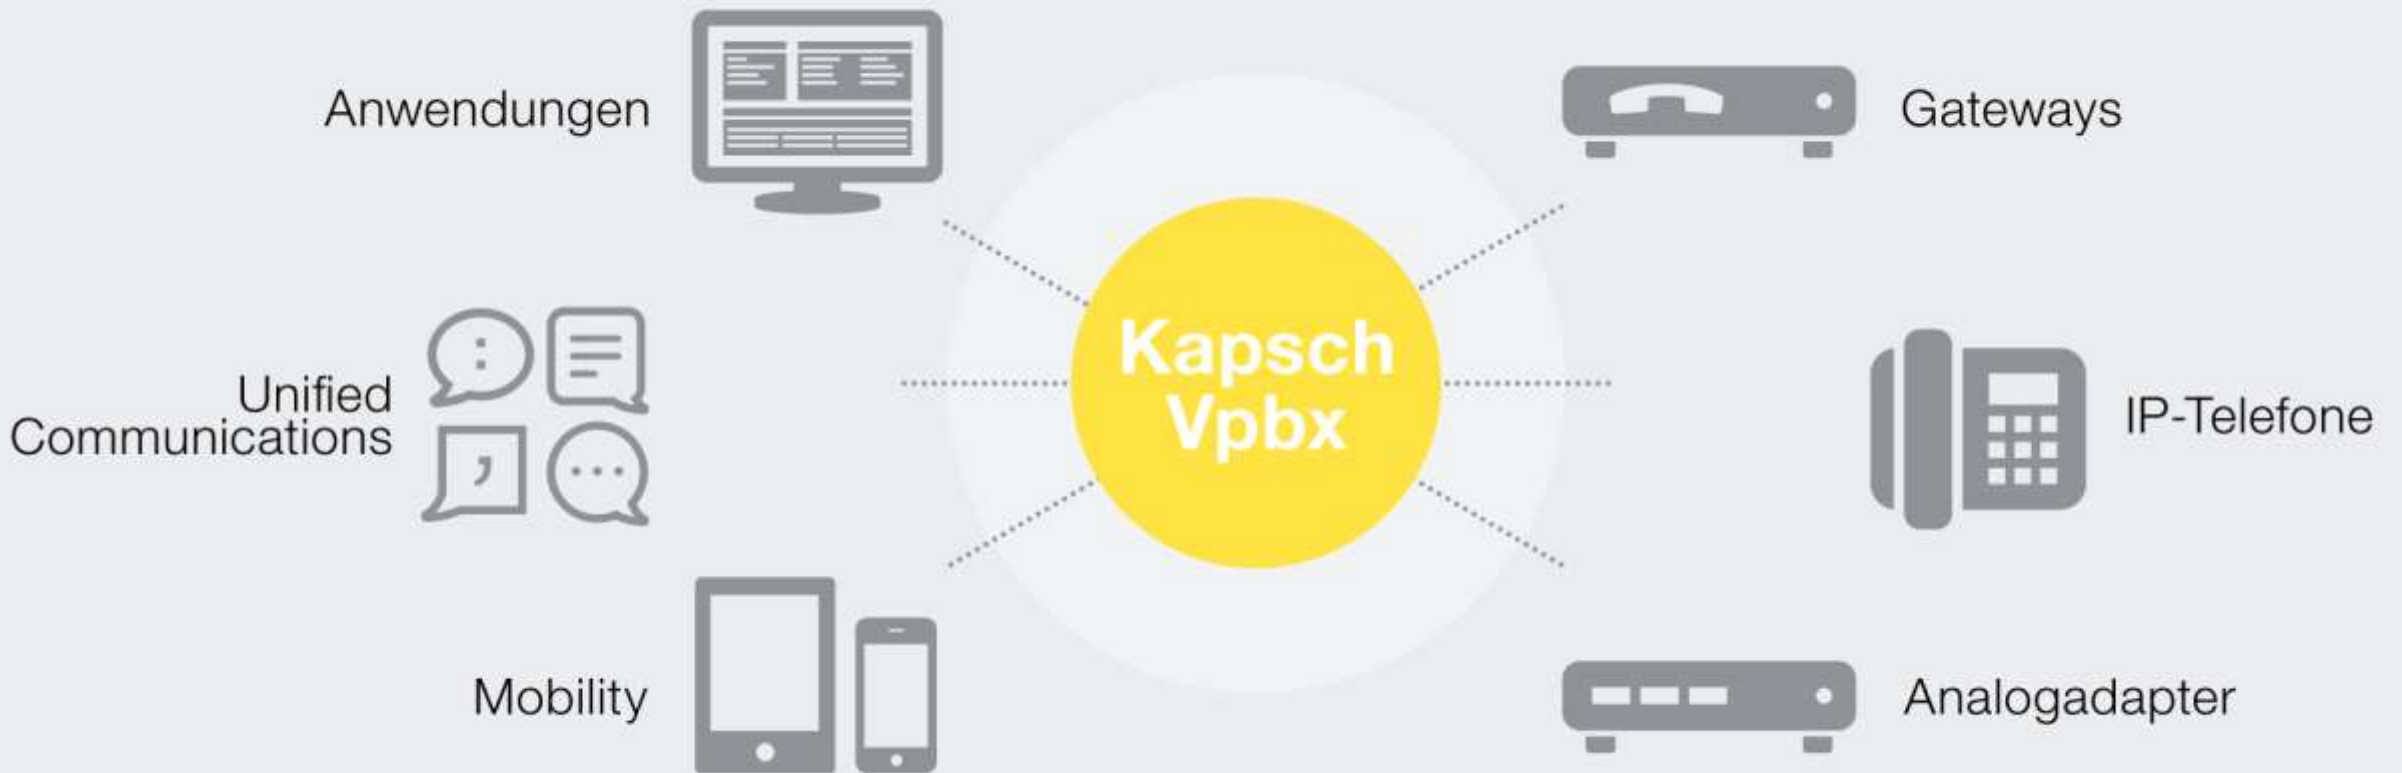 Anwendungen
Gateways
Kapsch
Vpbx
Unified
Communications
IP-Telefone
Mobility
Analogadapter